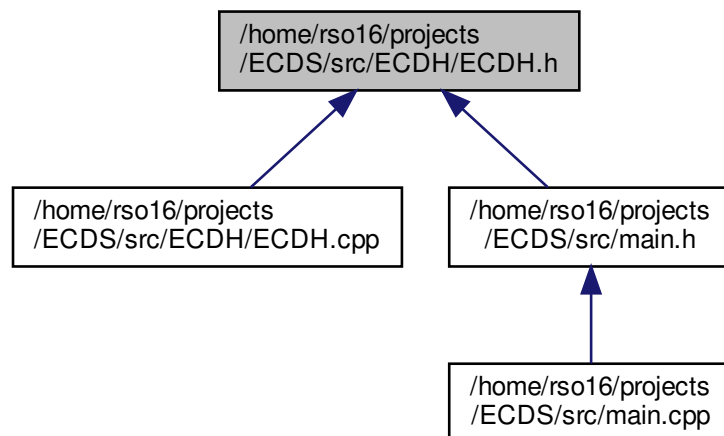 /home/rso16/projects
/ECDS/src/ECDH/ECDH.h
/home/rso16/projects
/ECDS/src/ECDH/ECDH.cpp
/home/rso16/projects
/ECDS/src/main.h
/home/rso16/projects
/ECDS/src/main.cpp